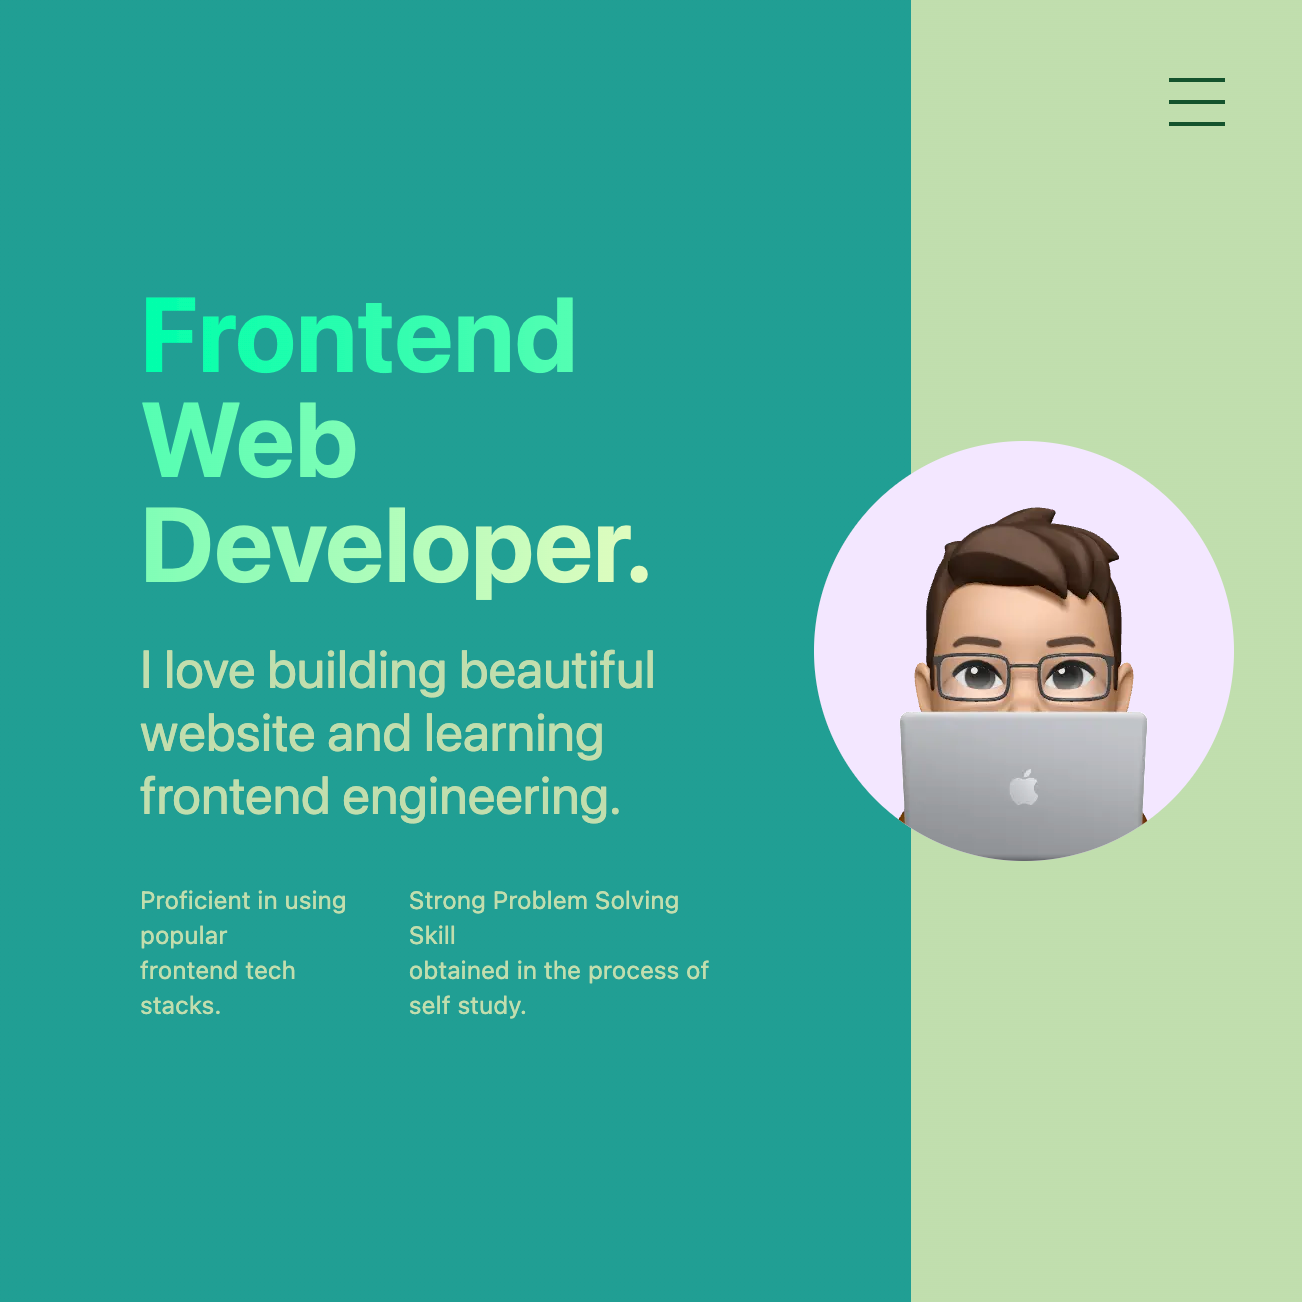 Frontend
Web
Developer.
I love building beautiful
website and learning
frontend engineering.
Proficient in using
popular
frontend tech
stacks.
Strong Problem Solving
Skill
obtained in the process of
self study.